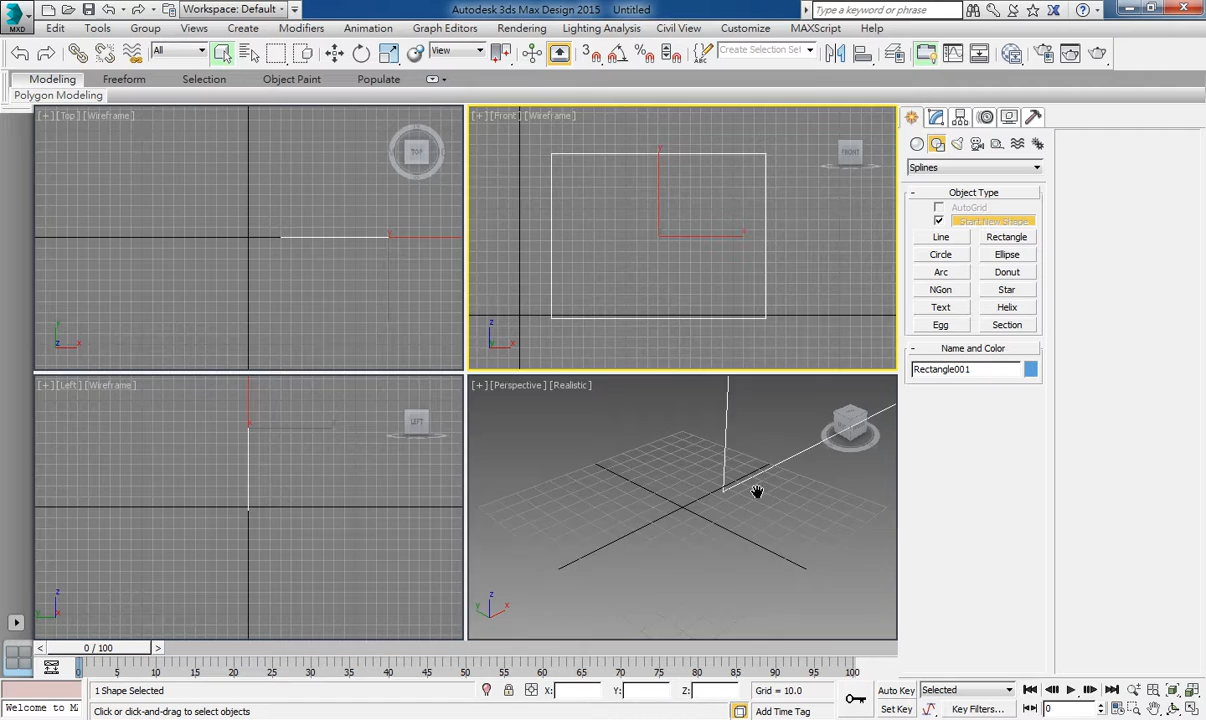 MXD
Workspace: Default
Autodesk 3ds Max Design 2015 Untitled
Type a keyword or phrase
Edit Tools Group Views Create Modifiers Animation Graph Editors Rendering Lighting Analysis Civil View Customize MAXScript Help
All View 3 Create Selection Set
Modeling Freeform Selection Object Paint Populate
Polygon Modeling
[+] [Top] [Wireframe]
TOP
[+] [Front] [Wireframe]
FRONT
Splines
- Object Type
AutoGrid
Start New Shape
Line Rectangle
Circle Ellipse
Arc Donut
NGon Star
Text Helix
Egg Section
- Name and Color
Rectangle001
[+] [Left] [Wireframe]
LEFT
[+] [Perspective] [Realistic]
< 0 / 100 >
0 5 10 15 20 25 30 35 40 45 50 55 60 65 70 75 80 85 90 95 100
1 Shape Selected X: Y: Z: Grid = 10.0 Auto Key Selected
Welcome to Ma Click or click-and-drag to select objects Add Time Tag Set Key Key Filters... 0